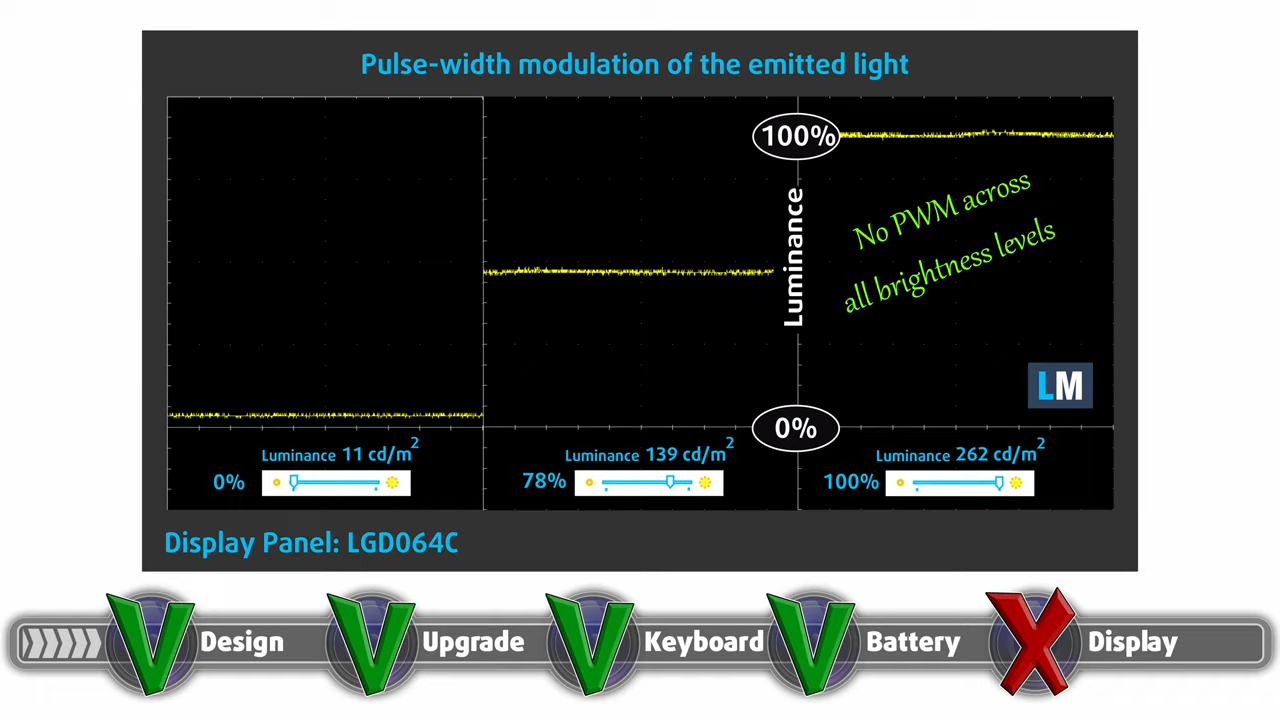 Pulse-width modulation of the emitted light
100%
Luminance
0%
No PWM across
all brightness levels
LM
Luminance 11 cd/m²
0%
Luminance 139 cd/m²
78%
Luminance 262 cd/m²
100%
Display Panel: LGD064C
V Design
V Upgrade
V Keyboard
V Battery
X Display